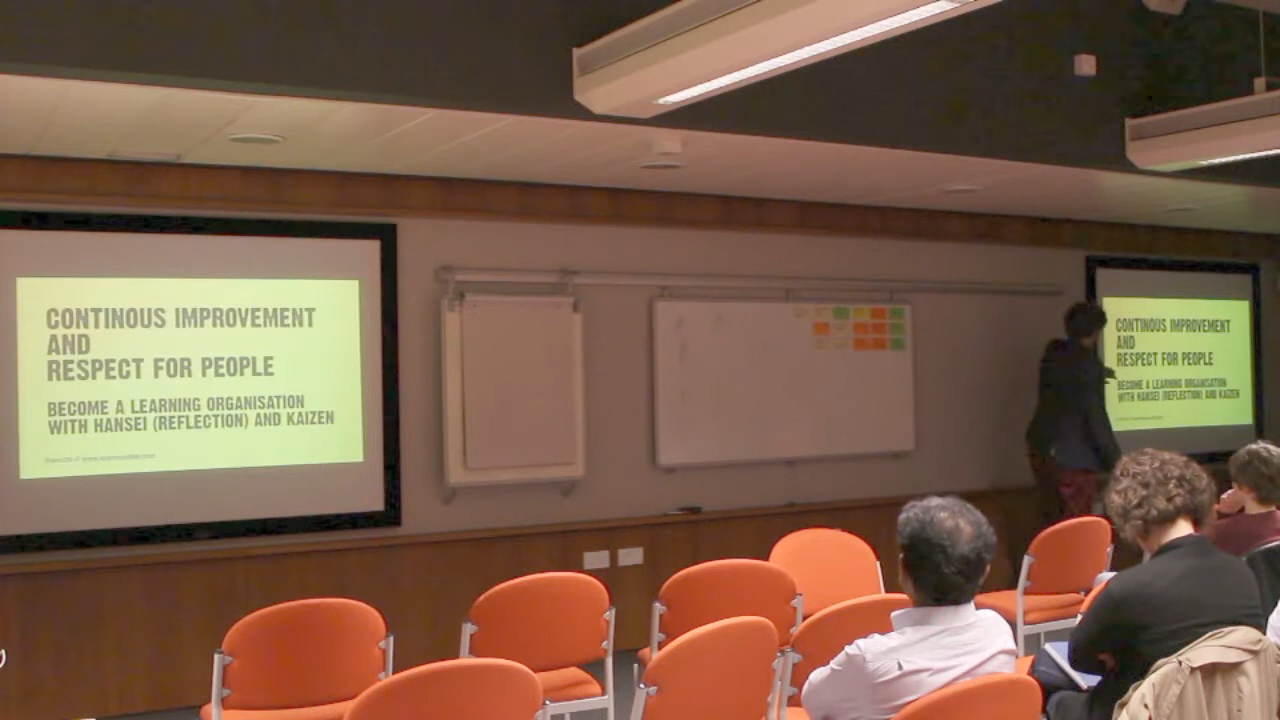 CONTINOUS IMPROVEMENT
AND
RESPECT FOR PEOPLE
BECOME A LEARNING ORGANISATION
WITH HANSEI (REFLECTION) AND KAIZEN
CONTINOUS IMPROVEMENT
AND
RESPECT FOR PEOPLE
BECOME A LEARNING ORGANISATION
WITH HANSEI (REFLECTION) AND KAIZEN